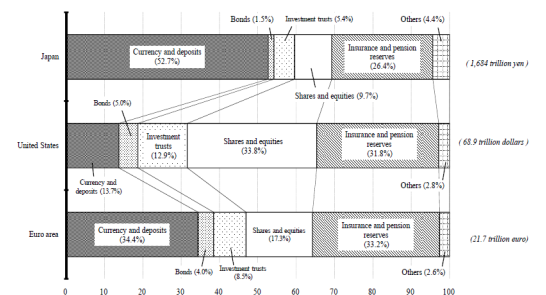 Bonds (1.5%)
Investment trusts (5.4%)
Others (4.4%)
Japan
Currency and deposits
(52.7%)
Insurance and pension
reserves
(26.4%)
( 1,684 trillion yen )
Shares and equities (9.7%)
Bonds (5.0%)
United States
Investment
trusts
(12.9%)
Shares and equities
(33.8%)
Insurance and pension
reserves
(31.8%)
( 68.9 trillion dollars )
Currency and
deposits (13.7%)
Others (2.8%)
Euro area
Currency and deposits
(34.4%)
Shares and equities
(17.3%)
Insurance and pension
reserves
(33.2%)
(21.7 trillion euro)
Bonds (4.0%)
Investment trusts
(8.5%)
Others (2.6%)
0 10 20 30 40 50 60 70 80 90 100